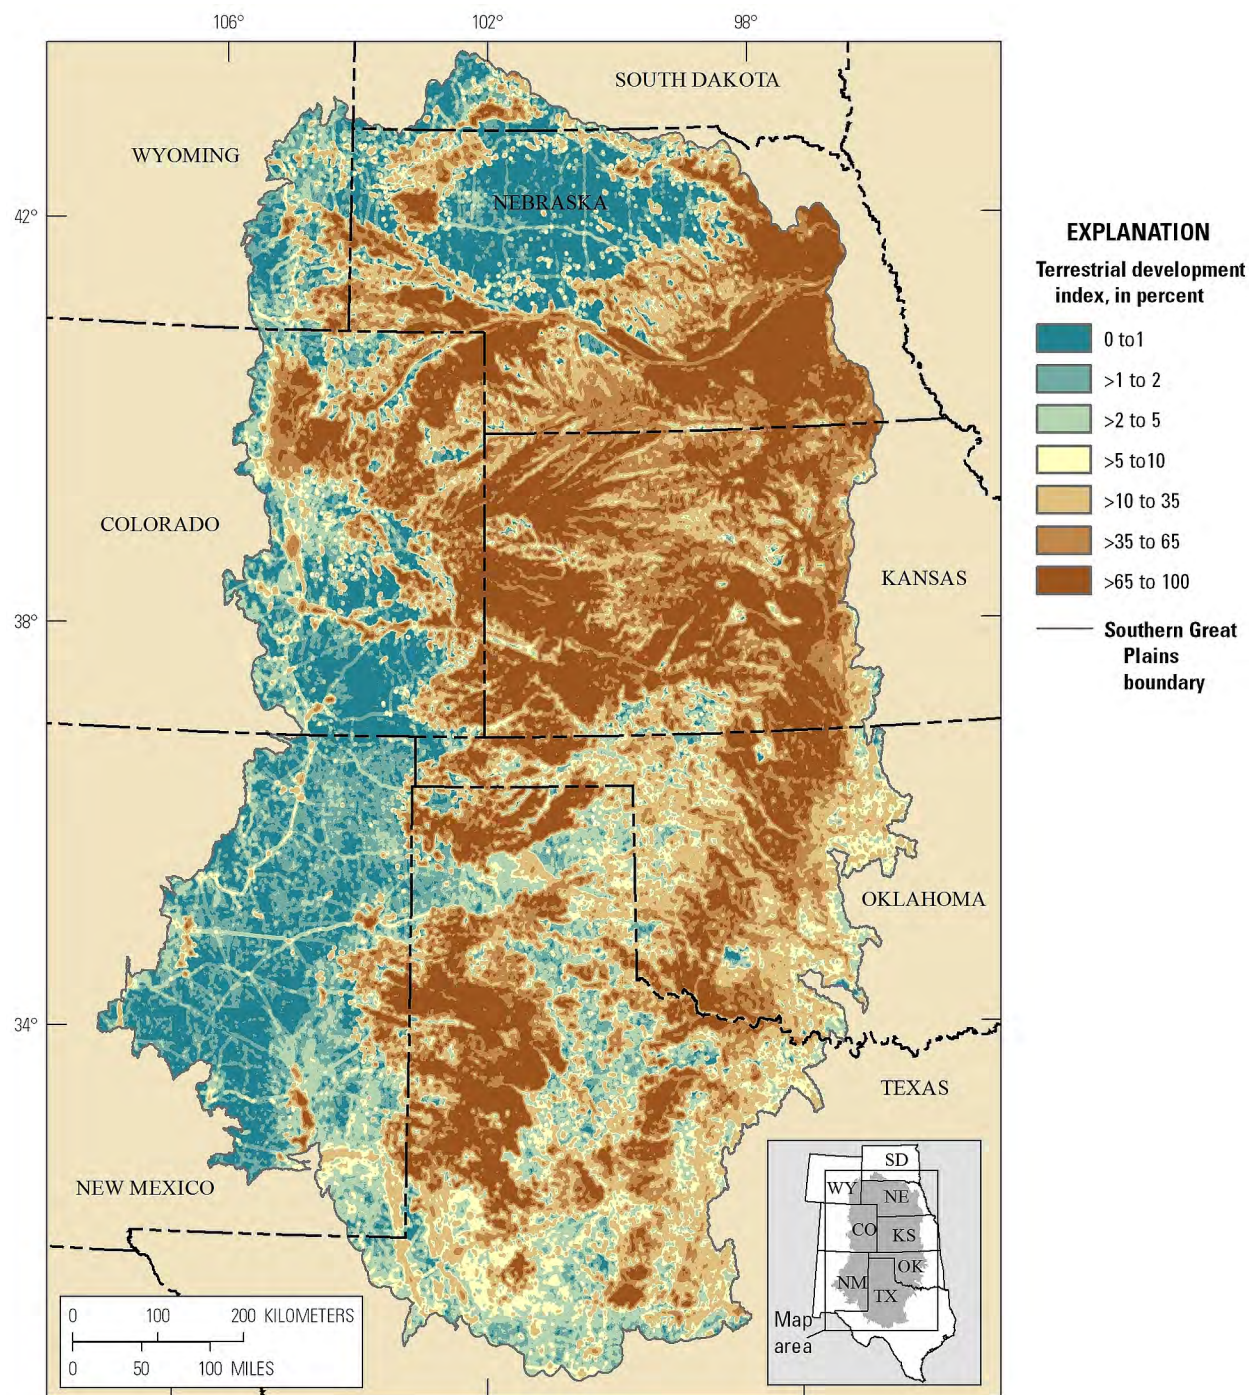 106°
102°
98°
SOUTH DAKOTA
WYOMING
NEBRASKA
42°
COLORADO
KANSAS
38°
OKLAHOMA
34°
TEXAS
NEW MEXICO
EXPLANATION
Terrestrial development
index, in percent
0 to1
>1 to 2
>2 to 5
>5 to10
>10 to 35
>35 to 65
>65 to 100
Southern Great
Plains
boundary
0 100 200 KILOMETERS
0 50 100 MILES
SD
WY
NE
CO
KS
OK
NM
TX
Map
area